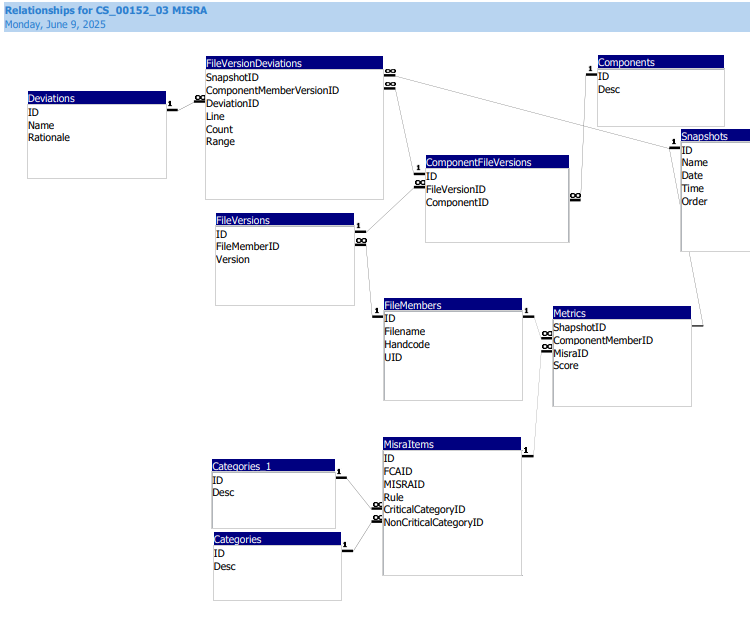 Relationships for CS_00152_03 MISRA
Monday, June 9, 2025
Deviations
ID
Name
Rationale
1
∞
FileVersionDeviations
SnapshotID
ComponentMemberVersionID
DeviationID
Line
Count
Range
∞
∞
Components
ID
Desc
1
Snapshots
ID
Name
Date
Time
Order
1
ComponentFileVersions
ID
FileVersionID
ComponentID
1
∞
∞
FileVersions
ID
FileMemberID
Version
1
∞
FileMembers
ID
Filename
Handcode
UID
1
1
Metrics
ShapshotID
ComponentMemberID
MisraID
Score
∞
∞
MisraItems
ID
FCAID
MISRAID
Rule
CriticalCategoryID
NonCriticalCategoryID
1
∞
∞
Categories_1
ID
Desc
1
Categories
ID
Desc
1